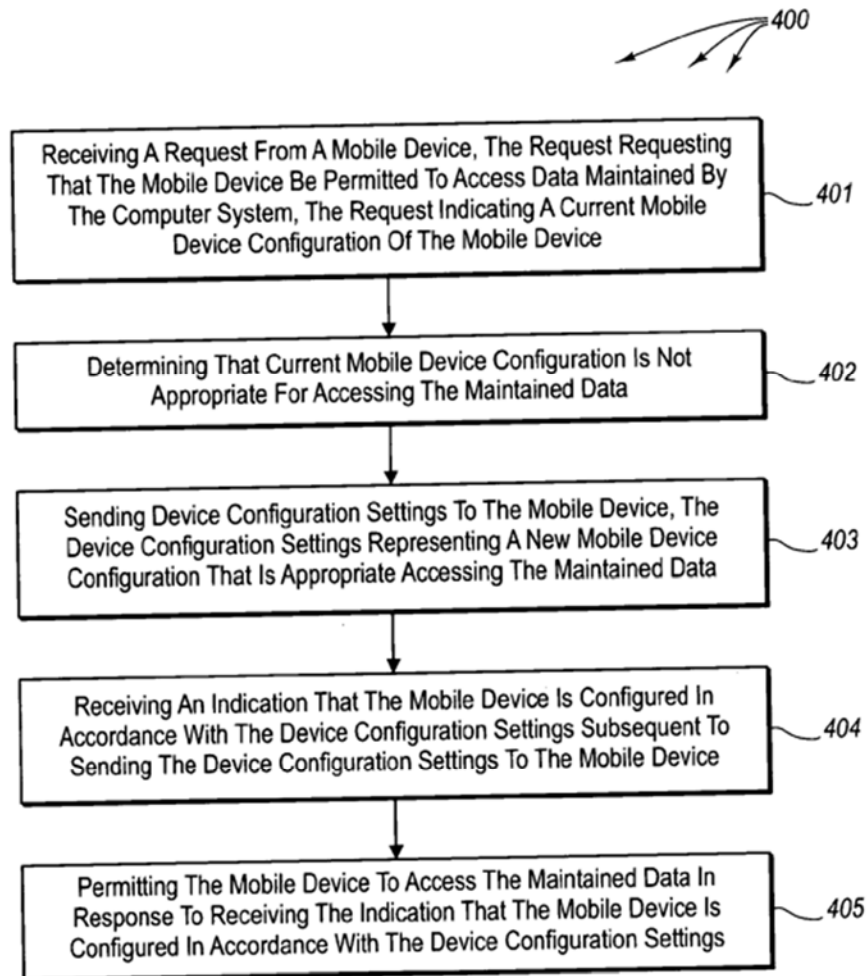 400
Receiving A Request From A Mobile Device, The Request Requesting
That The Mobile Device Be Permitted To Access Data Maintained By
The Computer System, The Request Indicating A Current Mobile
Device Configuration Of The Mobile Device
401
Determining That Current Mobile Device Configuration Is Not
Appropriate For Accessing The Maintained Data
402
Sending Device Configuration Settings To The Mobile Device, The
Device Configuration Settings Representing A New Mobile Device
Configuration That Is Appropriate Accessing The Maintained Data
403
Receiving An Indication That The Mobile Device Is Configured In
Accordance With The Device Configuration Settings Subsequent To
Sending The Device Configuration Settings To The Mobile Device
404
Permitting The Mobile Device To Access The Maintained Data In
Response To Receiving The Indication That The Mobile Device Is
Configured In Accordance With The Device Configuration Settings
405